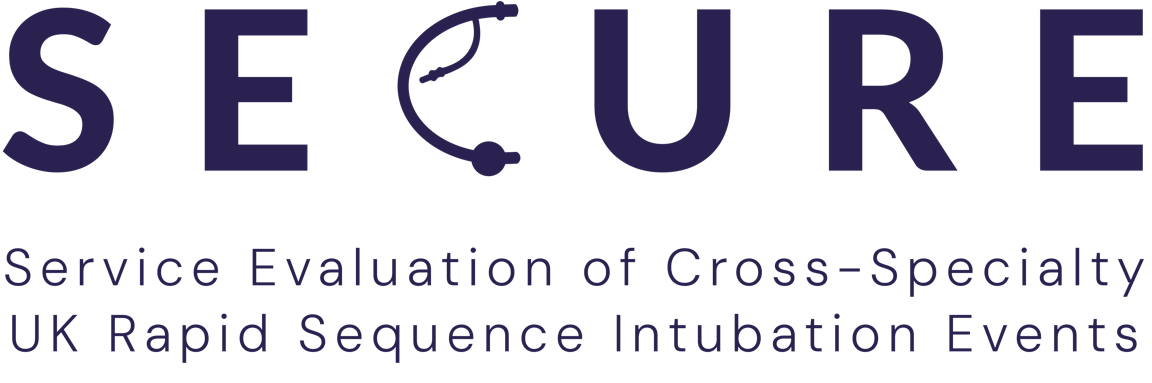 SECURE
Service Evaluation of Cross-Specialty
UK Rapid Sequence Intubation Events